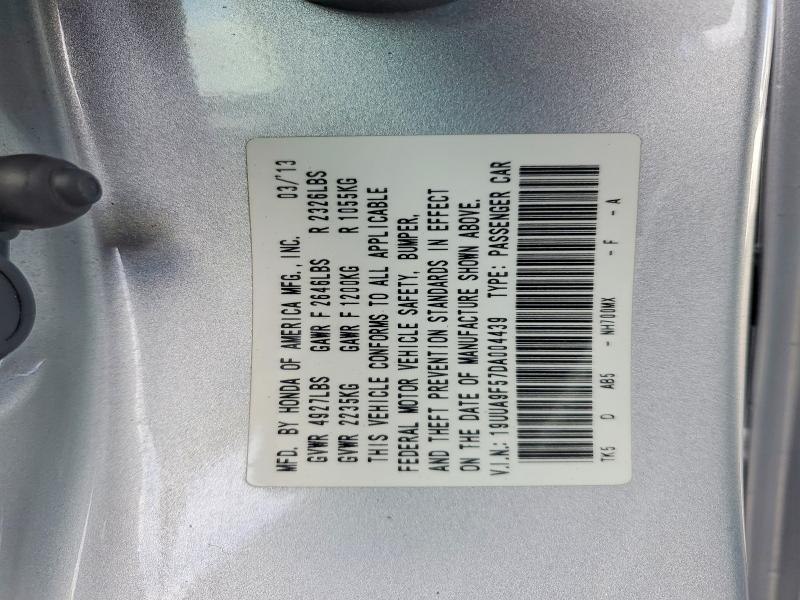 MFD. BY HONDA OF AMERICA MFG., INC. 03/'13
GVWR 4927LBS GAWR F 2646LBS R 2326LBS
GVWR 2235KG GAWR F 1200KG R 1055KG
THIS VEHICLE CONFORMS TO ALL APPLICABLE
FEDERAL MOTOR VEHICLE SAFETY, BUMPER,
AND THEFT PREVENTION STANDARDS IN EFFECT
ON THE DATE OF MANUFACTURE SHOWN ABOVE.
V.I.N.: 19UUA9F57DA004439 TYPE: PASSENGER CAR
TK5 D AB5 - NH700MX - F - A